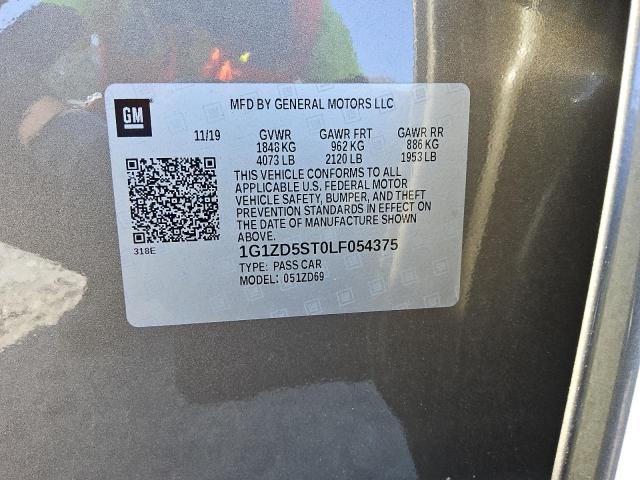 GM
MFD BY GENERAL MOTORS LLC
11/19 GVWR GAWR FRT GAWR RR
1848 KG 962 KG 886 KG
4073 LB 2120 LB 1953 LB
THIS VEHICLE CONFORMS TO ALL
APPLICABLE U.S. FEDERAL MOTOR
VEHICLE SAFETY, BUMPER, AND THEFT
PREVENTION STANDARDS IN EFFECT ON
THE DATE OF MANUFACTURE SHOWN
ABOVE.
318E
1G1ZD5ST0LF054375
TYPE: PASS CAR
MODEL: 051ZD69